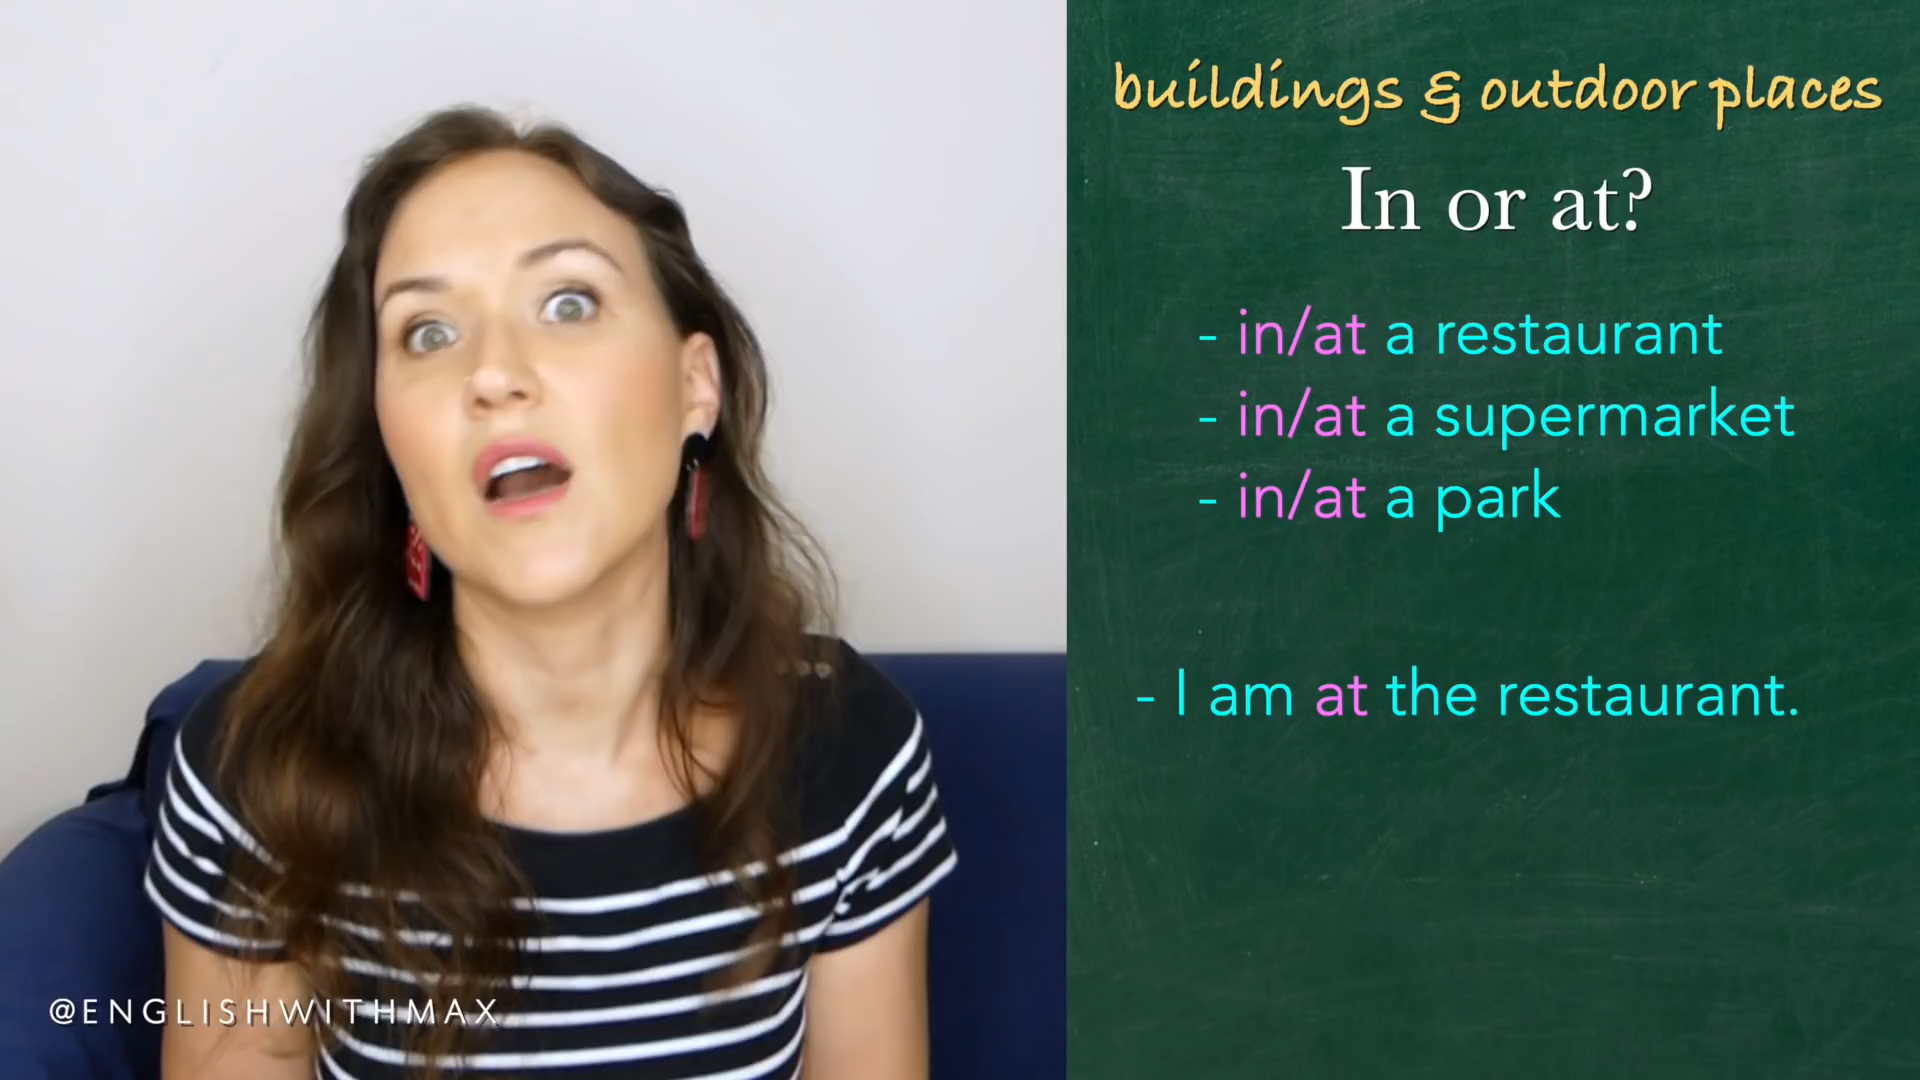 buildings & outdoor places
In or at?
- in/at a restaurant
- in/at a supermarket
- in/at a park
- I am at the restaurant.
@ENGLISHWITHMAX